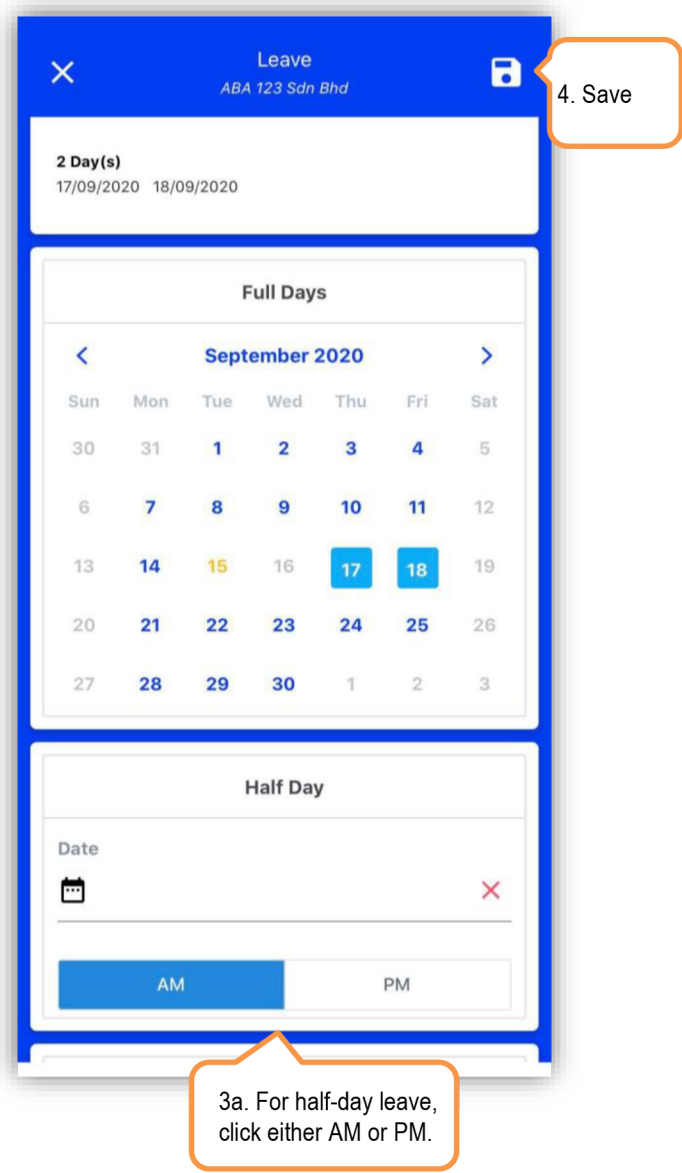 Leave
ABA 123 Sdn Bhd
4. Save
2 Day(s)
17/09/2020 18/09/2020
Full Days
September 2020
Sun Mon Tue Wed Thu Fri Sat
30 31 1 2 3 4 5
6 7 8 9 10 11 12
13 14 15 16 17 18 19
20 21 22 23 24 25 26
27 28 29 30 1 2 3
Half Day
Date
AM PM
3a. For half-day leave,
click either AM or PM.